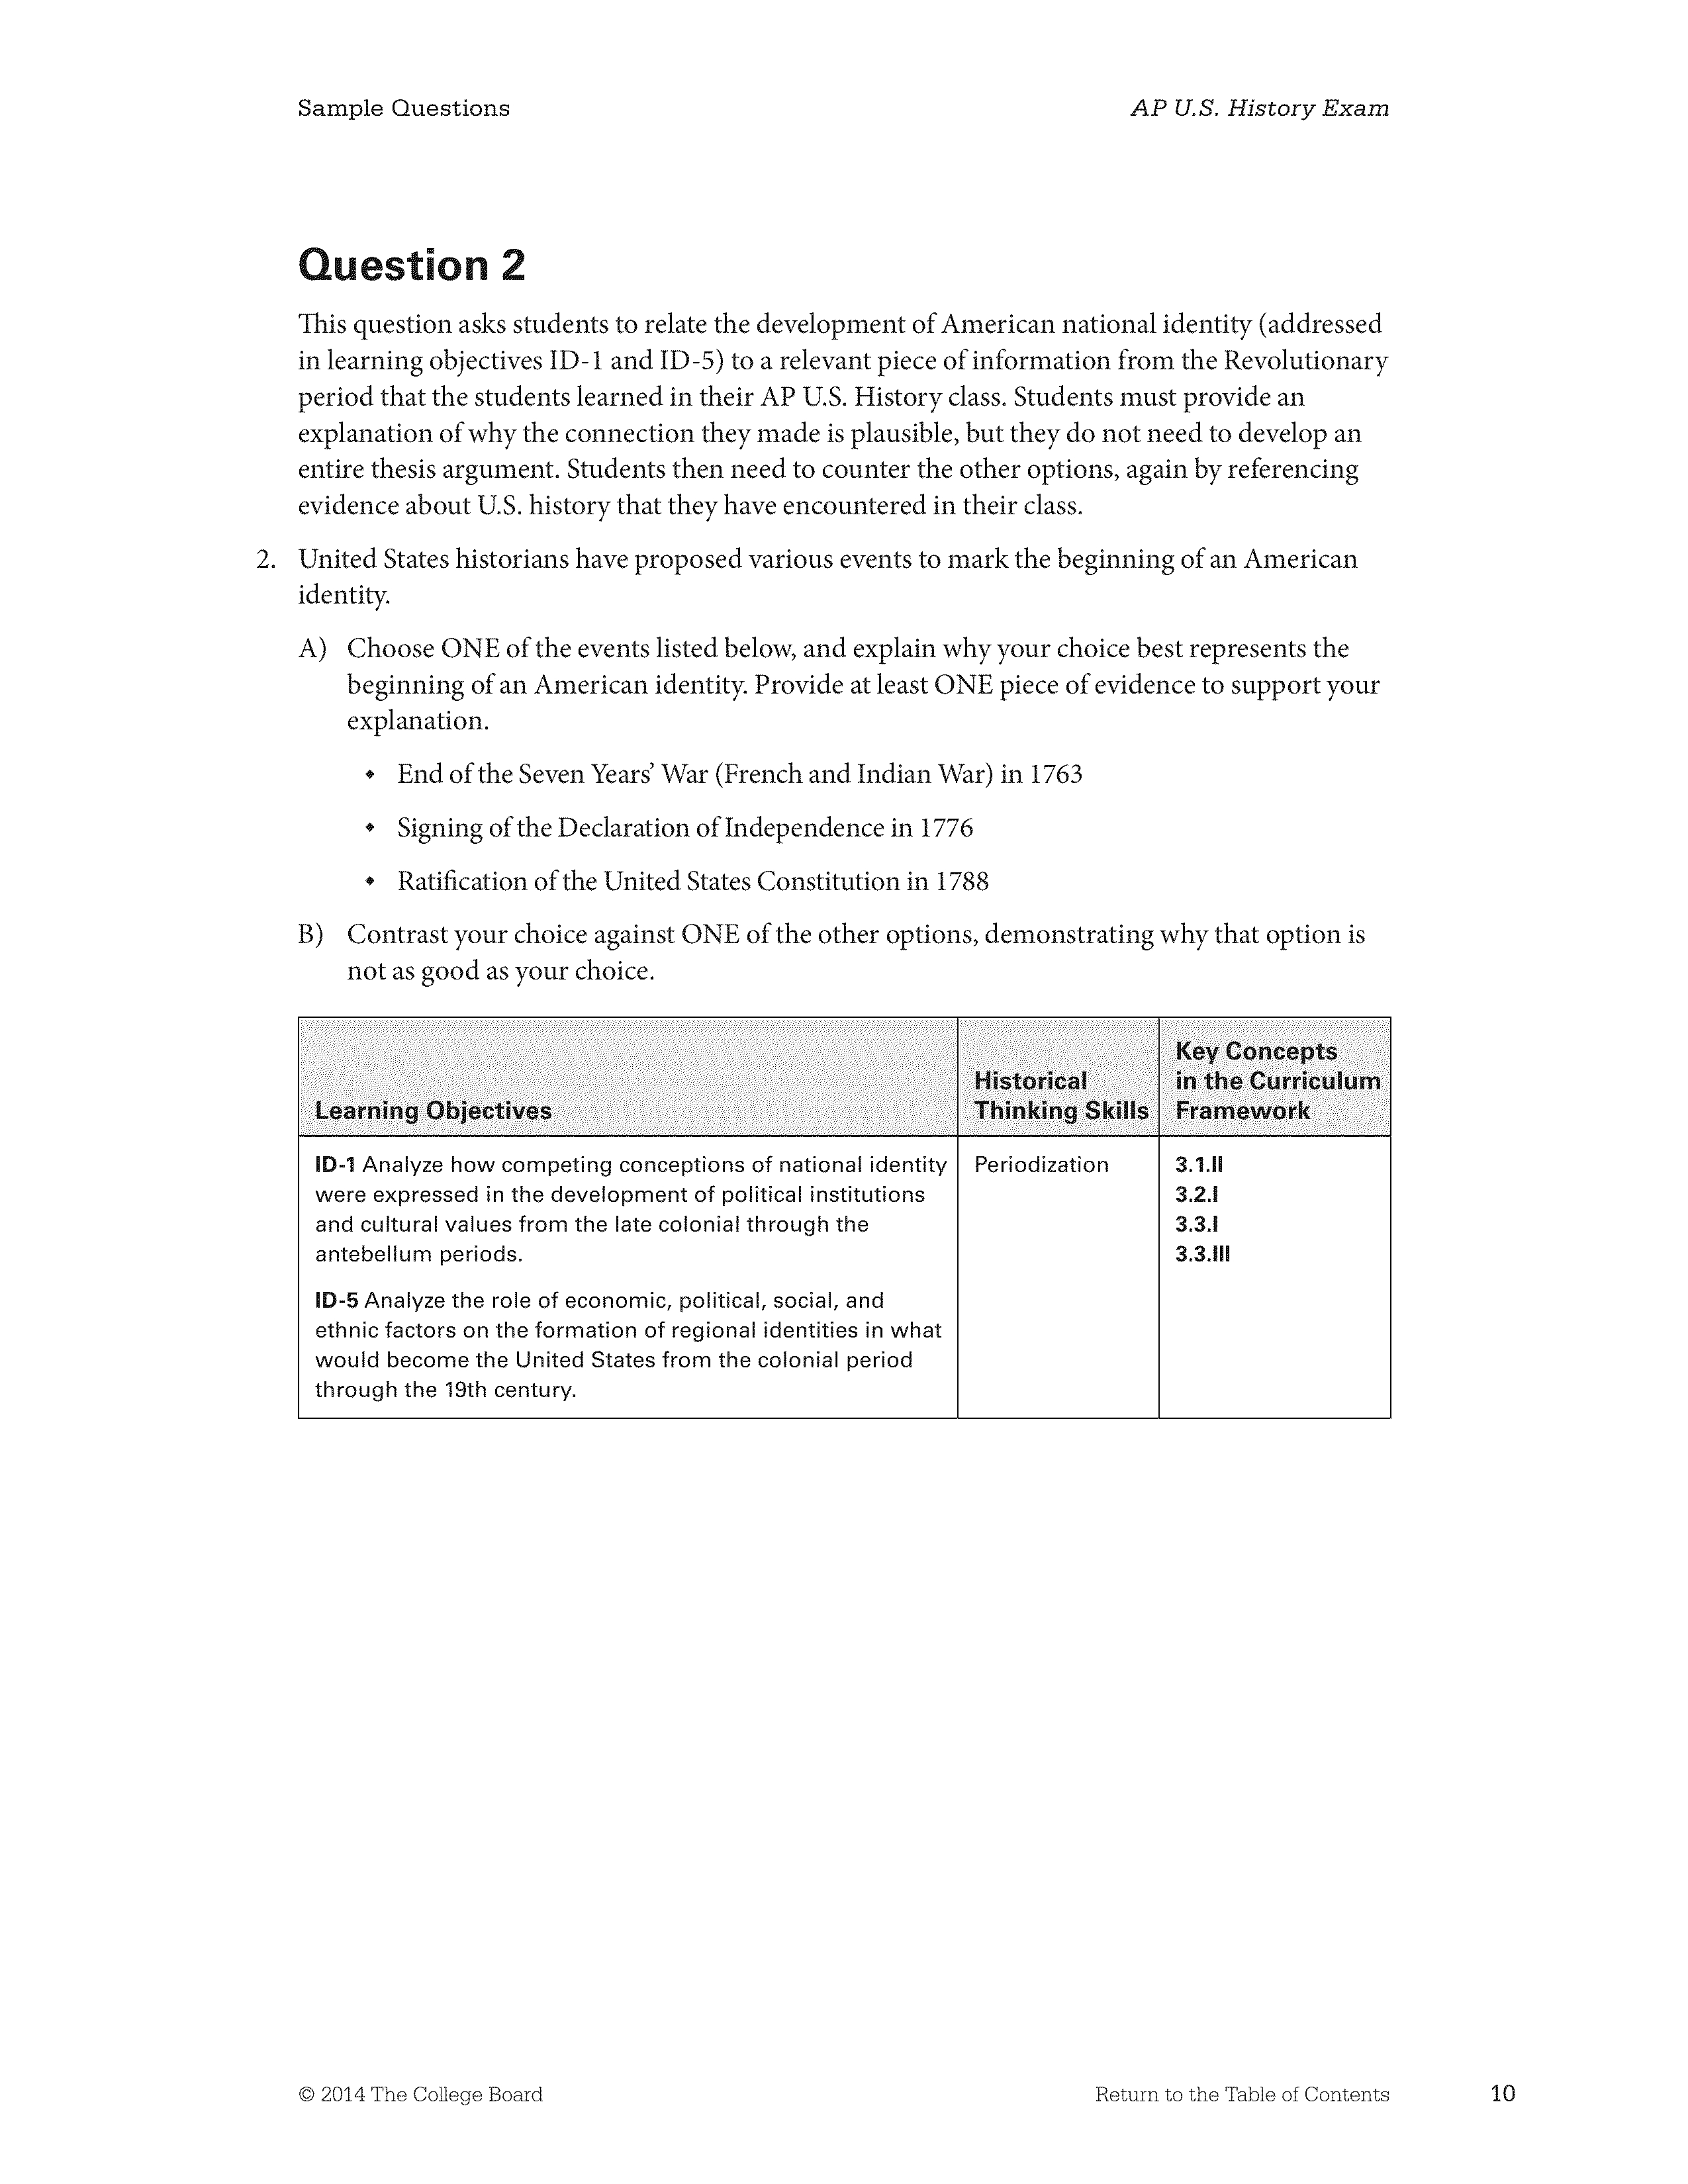 Sample Questions
AP U.S. History Exam
Question 2
This question asks students to relate the development of American national identity (addressed
in learning objectives ID-1 and ID-5) to a relevant piece of information from the Revolutionary
period that the students learned in their AP U.S. History class. Students must provide an
explanation of why the connection they made is plausible, but they do not need to develop an
entire thesis argument. Students then need to counter the other options, again by referencing
evidence about U.S. history that they have encountered in their class.
2. United States historians have proposed various events to mark the beginning of an American
identity.
A) Choose ONE of the events listed below, and explain why your choice best represents the
beginning of an American identity. Provide at least ONE piece of evidence to support your
explanation.
• End of the Seven Years’ War (French and Indian War) in 1763
• Signing of the Declaration of Independence in 1776
• Ratification of the United States Constitution in 1788
B) Contrast your choice against ONE of the other options, demonstrating why that option is
not as good as your choice.
Learning Objectives
Historical
Thinking Skills
Key Concepts
in the Curriculum
Framework
ID-1 Analyze how competing conceptions of national identity
were expressed in the development of political institutions
and cultural values from the late colonial through the
antebellum periods.
ID-5 Analyze the role of economic, political, social, and
ethnic factors on the formation of regional identities in what
would become the United States from the colonial period
through the 19th century.
Periodization
3.1.II
3.2.I
3.3.I
3.3.III
© 2014 The College Board
Return to the Table of Contents
10